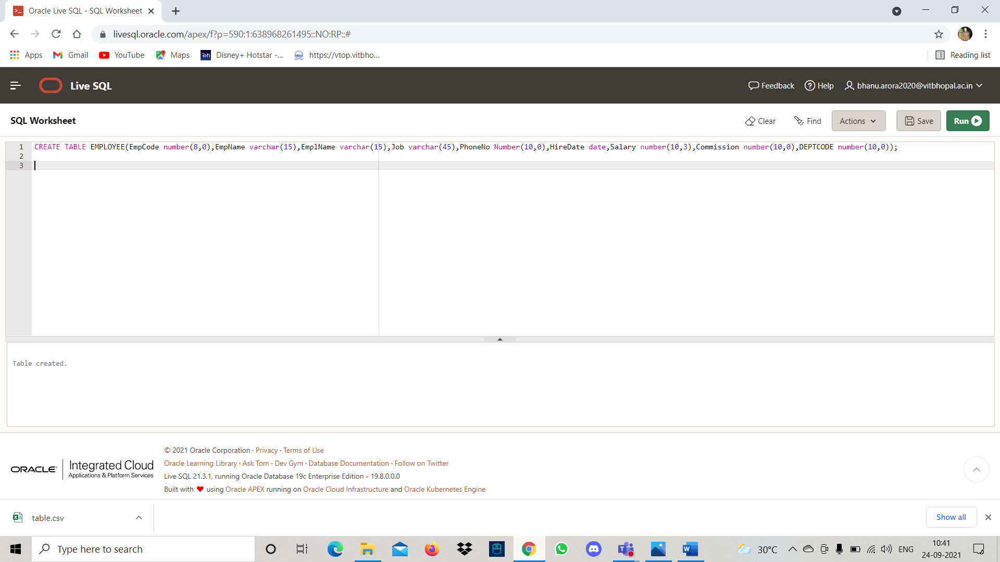 Oracle Live SQL - SQL Worksheet
livesql.oracle.com/apex/f?p=590:1:638968261495::NO:RP::#
Apps Gmail YouTube Maps Disney+ Hotstar -... https://vtop.vitbho... Reading list
Live SQL Feedback Help bhanu.arora2020@vitbhopal.ac.in
SQL Worksheet Clear Find Actions Save Run
1 CREATE TABLE EMPLOYEE(EmpCode number(8,0),EmpName varchar(15),EmplName varchar(15),Job varchar(45),PhoneNo Number(10,0),HireDate date,Salary number(10,3),Commission number(10,0),DEPTCODE number(10,0));
2
3
Table created.
© 2021 Oracle Corporation · Privacy · Terms of Use
Oracle Learning Library · Ask Tom · Dev Gym · Database Documentation · Follow on Twitter
ORACLE Integrated Cloud
Applications & Platform Services
Live SQL 21.3.1, running Oracle Database 19c Enterprise Edition - 19.8.0.0.0
Built with ❤ using Oracle APEX running on Oracle Cloud Infrastructure and Oracle Kubernetes Engine
table.csv Show all
Type here to search 30°C ENG 10:41
24-09-2021